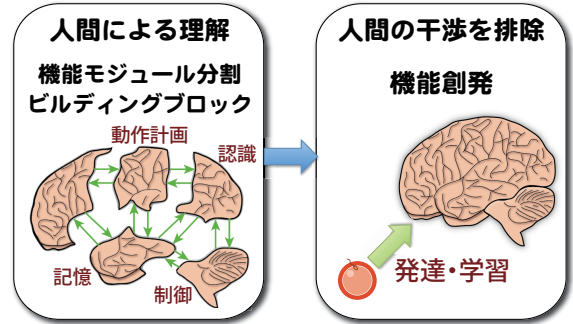 人間による理解
機能モジュール分割
ビルディングブロック
動作計画
認識
記憶
制御
人間の干渉を排除
機能創発
発達・学習